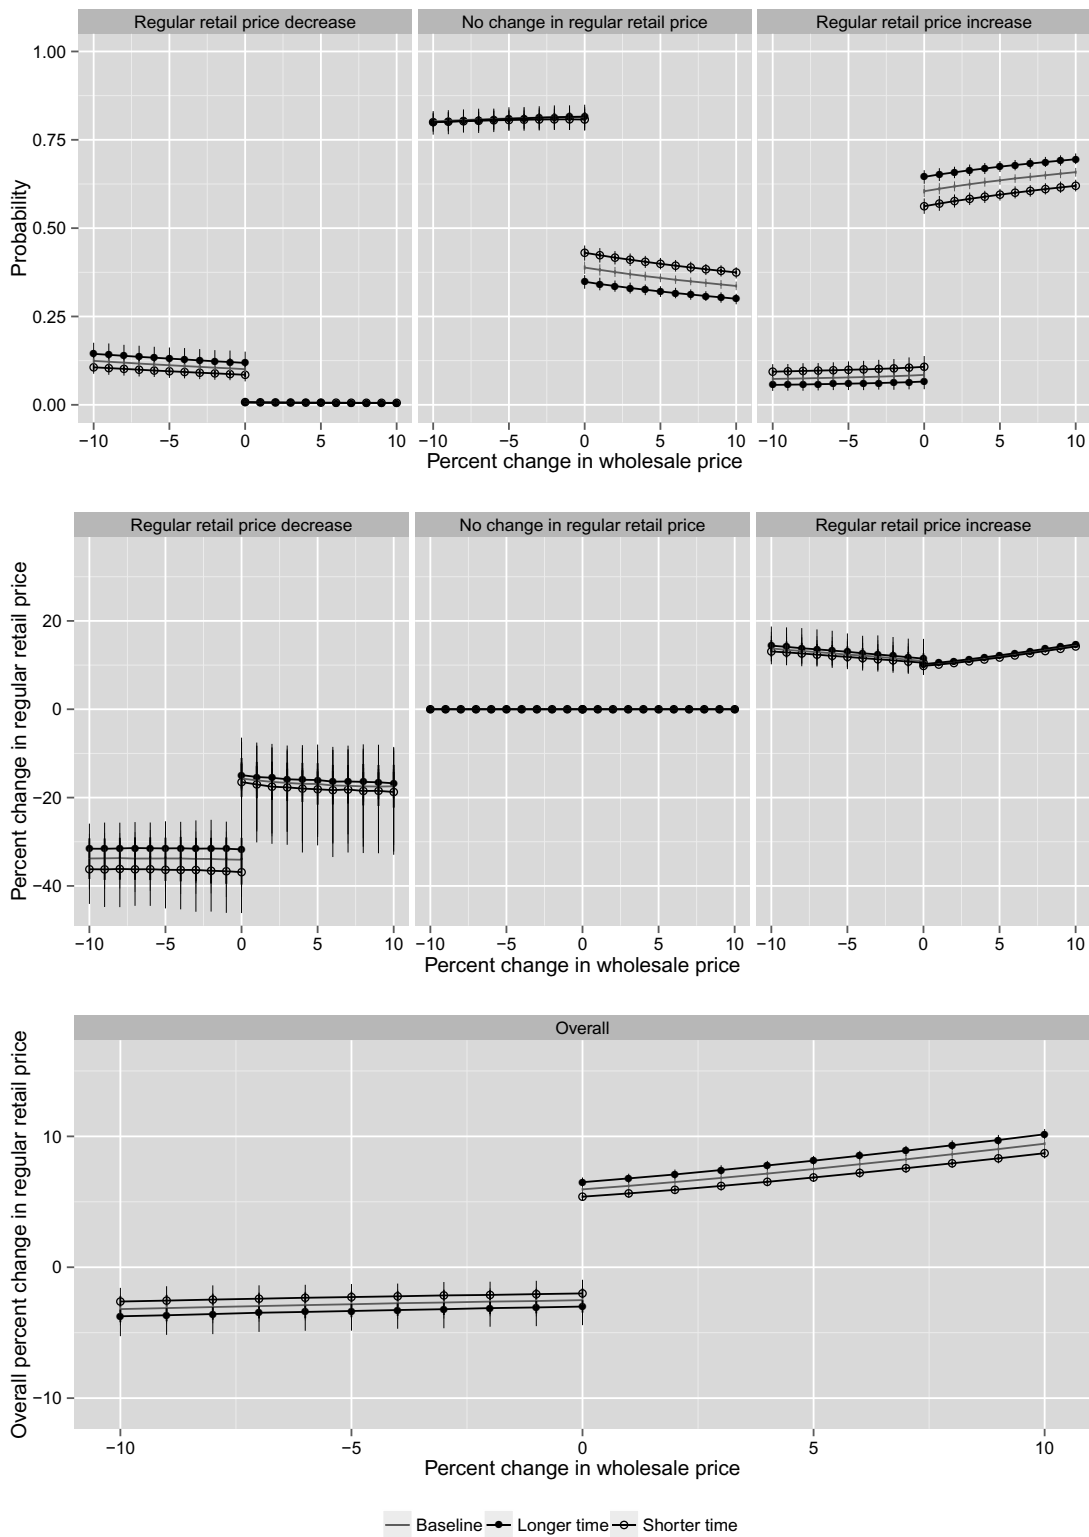 Regular retail price decrease No change in regular retail price Regular retail price increase
Probability
1.00
0.75
0.50
0.25
0.00
−10 −5 0 5 10 −10 −5 0 5 10 −10 −5 0 5 10
Percent change in wholesale price
Regular retail price decrease No change in regular retail price Regular retail price increase
Percent change in regular retail price
20
0
−20
−40
−10 −5 0 5 10 −10 −5 0 5 10 −10 −5 0 5 10
Percent change in wholesale price
Overall
Overall percent change in regular retail price
10
0
−10
−10 −5 0 5 10
Percent change in wholesale price
Baseline Longer time Shorter time